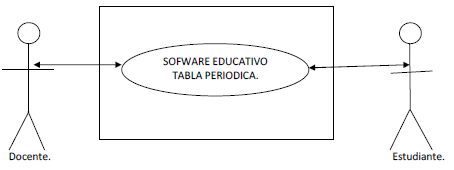 SOFWARE EDUCATIVO
TABLA PERIODICA.
Docente.
Estudiante.